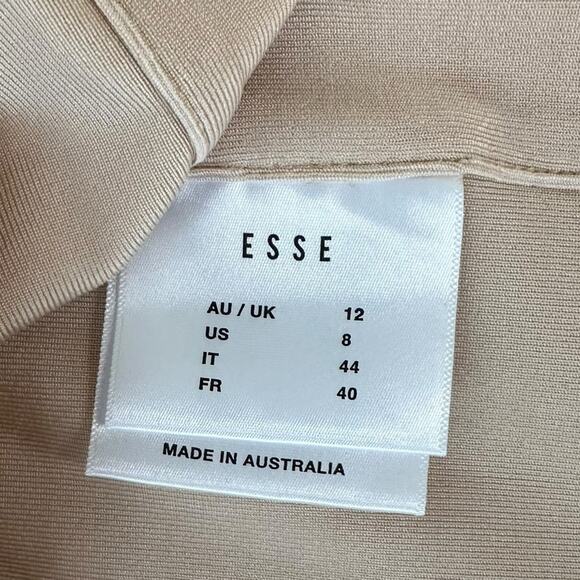 ESSE
AU / UK 12
US 8
IT 44
FR 40
MADE IN AUSTRALIA